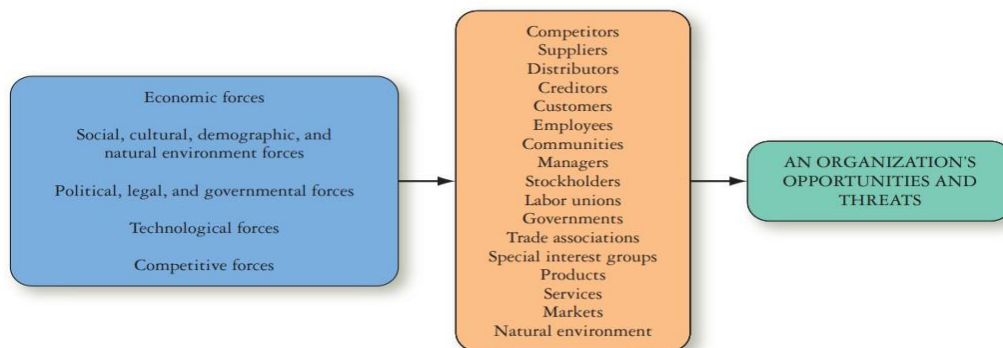 Economic forces
Social, cultural, demographic, and
natural environment forces
Political, legal, and governmental forces
Technological forces
Competitive forces
Competitors
Suppliers
Distributors
Creditors
Customers
Employees
Communities
Managers
Stockholders
Labor unions
Governments
Trade associations
Special interest groups
Products
Services
Markets
Natural environment
AN ORGANIZATION'S
OPPORTUNITIES AND
THREATS